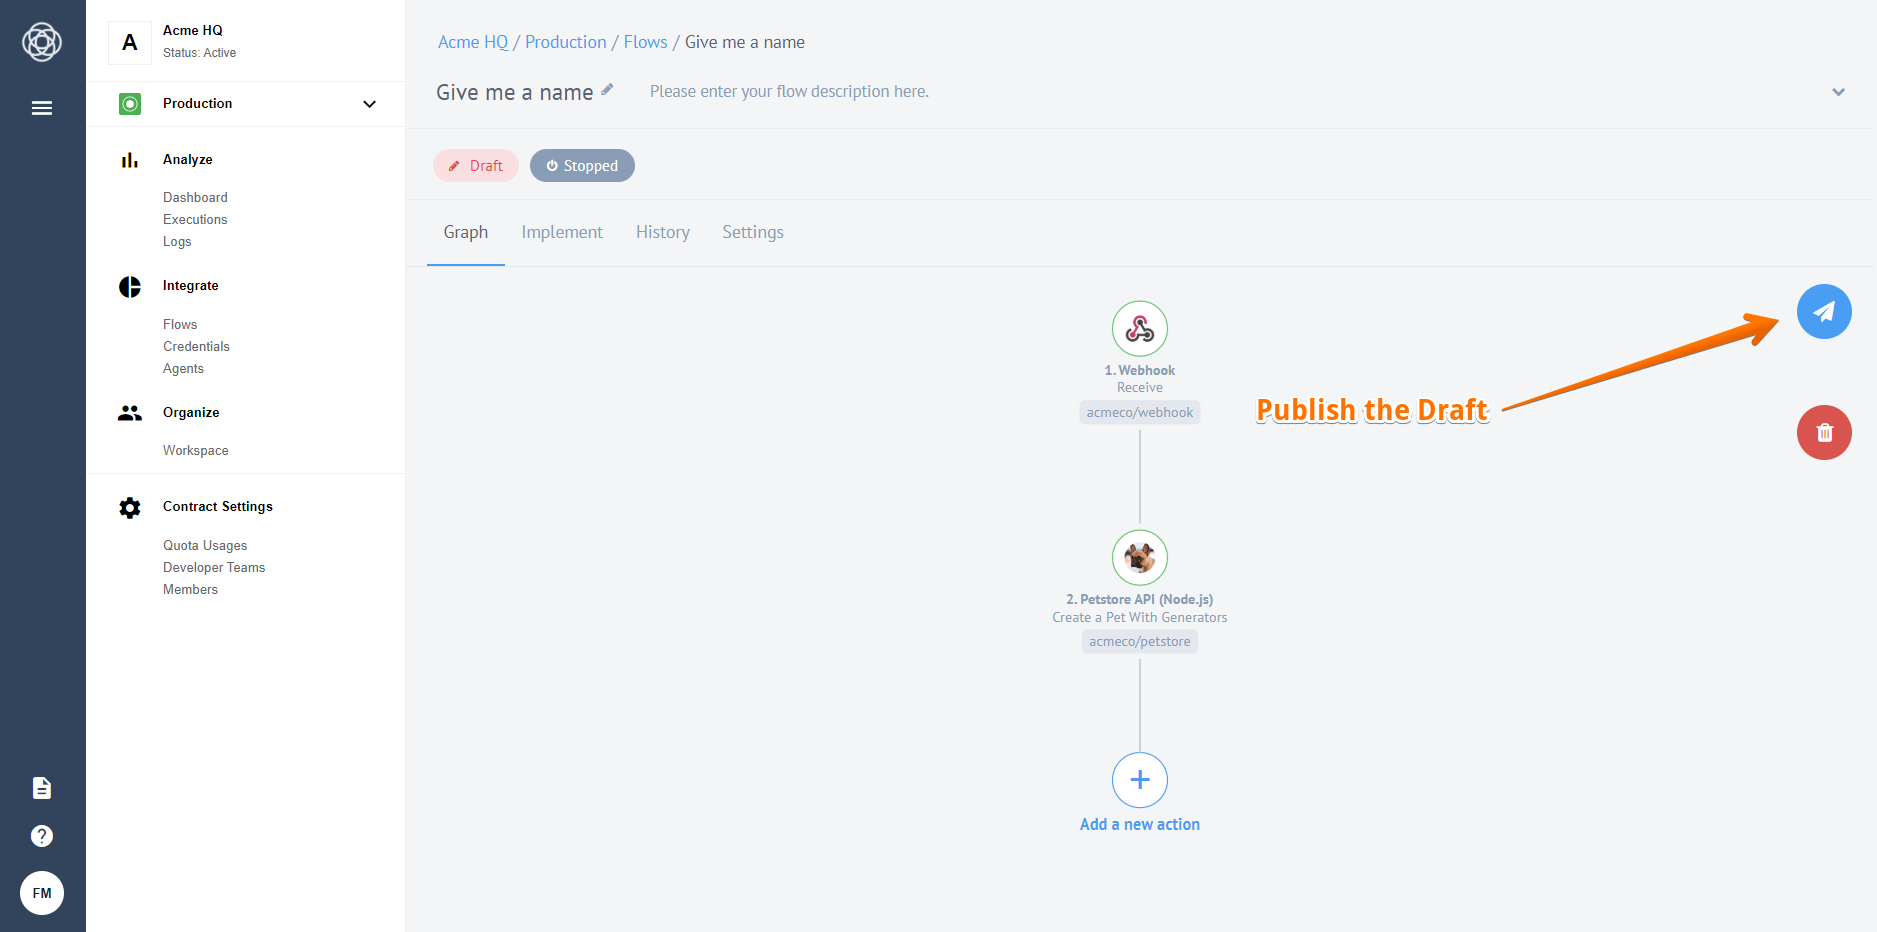 A
Acme HQ
Status: Active
Production
Analyze
Dashboard
Executions
Logs
Integrate
Flows
Credentials
Agents
Organize
Workspace
Contract Settings
Quota Usages
Developer Teams
Members
?
FM
Acme HQ / Production / Flows / Give me a name
Give me a name
Please enter your flow description here.
Draft
Stopped
Graph
Implement
History
Settings
1. Webhook
Receive
acmeco/webhook
Publish the Draft
2. Petstore API (Node.js)
Create a Pet With Generators
acmeco/petstore
Add a new action